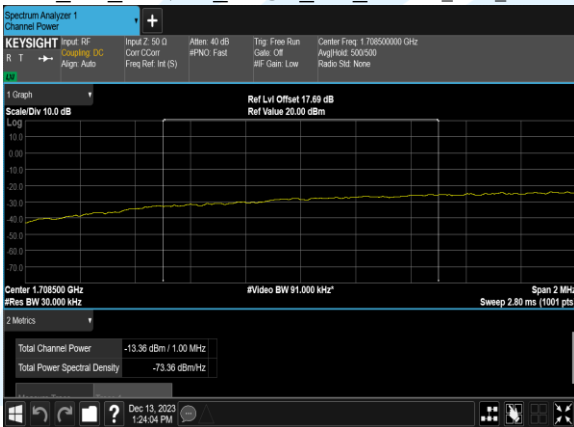 Spectrum Analyzer 1
Channel Power
+
KEYSIGHT Input: RF Input Z: 50 Ω Atten: 40 dB Trig: Free Run Center Freq: 1.708500000 GHz
Coupling: DC Corr CCorr #PNO: Fast Gate: Off Avg|Hold: 500/500
R T Align: Auto Freq Ref: Int (S) #IF Gain: Low Radio Std: None
LXI
1 Graph
Ref Lvl Offset 17.69 dB
Scale/Div 10.0 dB Ref Value 20.00 dBm
Log
10.0
0.00
-10.0
-20.0
-30.0
-40.0
-50.0
-60.0
-70.0
Center 1.708500 GHz #Video BW 91.000 kHz* Span 2 MHz
#Res BW 30.000 kHz Sweep 2.80 ms (1001 pts)
2 Metrics
Total Channel Power -13.36 dBm / 1.00 MHz
Total Power Spectral Density -73.36 dBm/Hz
?
Dec 13, 2023
1:24:04 PM